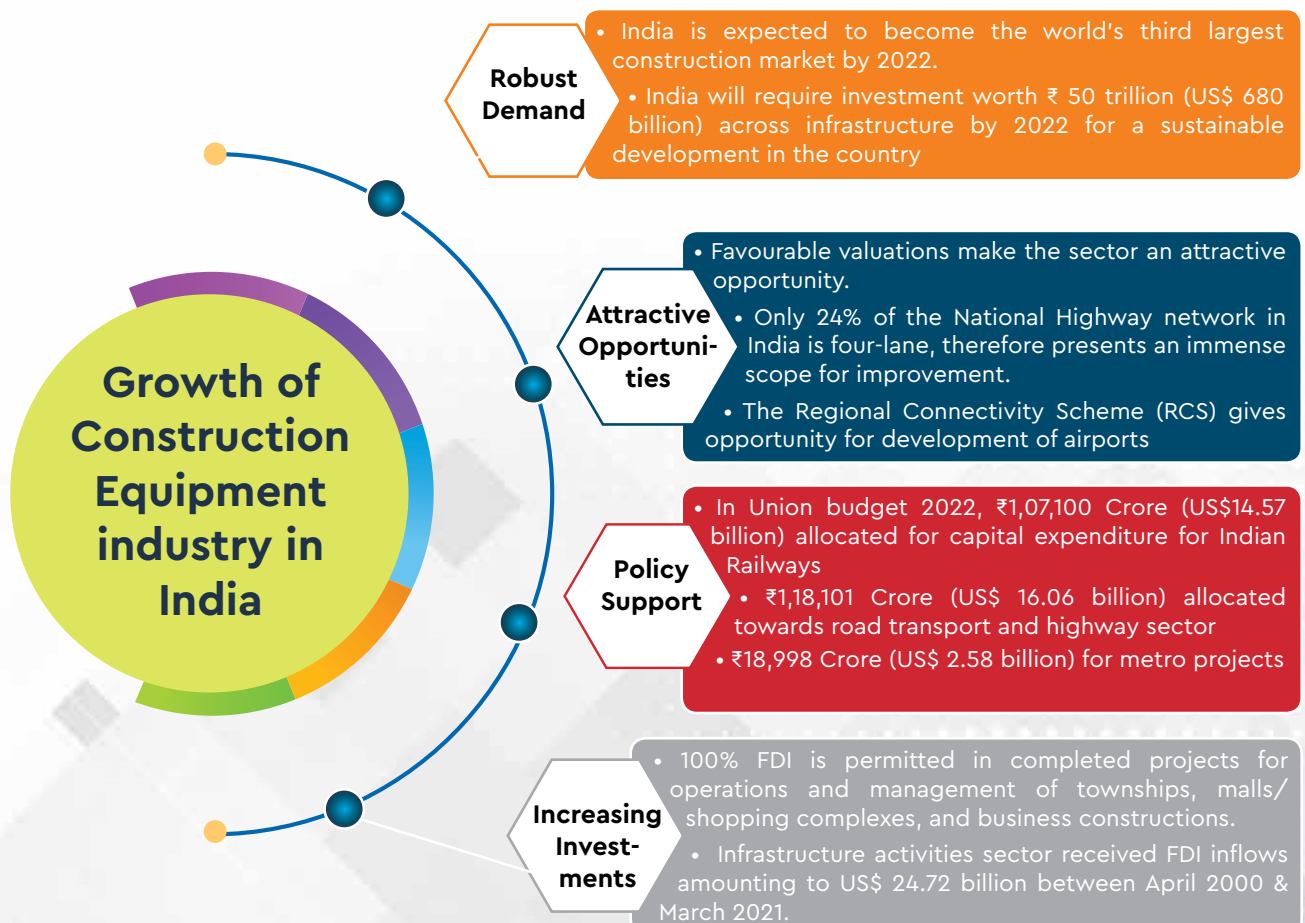 Growth of
Construction
Equipment
industry in
India
Robust
Demand
• India is expected to become the world's third largest
construction market by 2022.
• India will require investment worth ₹ 50 trillion (US$ 680
billion) across infrastructure by 2022 for a sustainable
development in the country
Attractive
Opportuni-
ties
• Favourable valuations make the sector an attractive
opportunity.
• Only 24% of the National Highway network in
India is four-lane, therefore presents an immense
scope for improvement.
• The Regional Connectivity Scheme (RCS) gives
opportunity for development of airports
Policy
Support
• In Union budget 2022, ₹1,07,100 Crore (US$14.57
billion) allocated for capital expenditure for Indian
Railways
• ₹1,18,101 Crore (US$ 16.06 billion) allocated
towards road transport and highway sector
• ₹18,998 Crore (US$ 2.58 billion) for metro projects
Increasing
Invest-
ments
• 100% FDI is permitted in completed projects for
operations and management of townships, malls/
shopping complexes, and business constructions.
• Infrastructure activities sector received FDI inflows
amounting to US$ 24.72 billion between April 2000 &
March 2021.